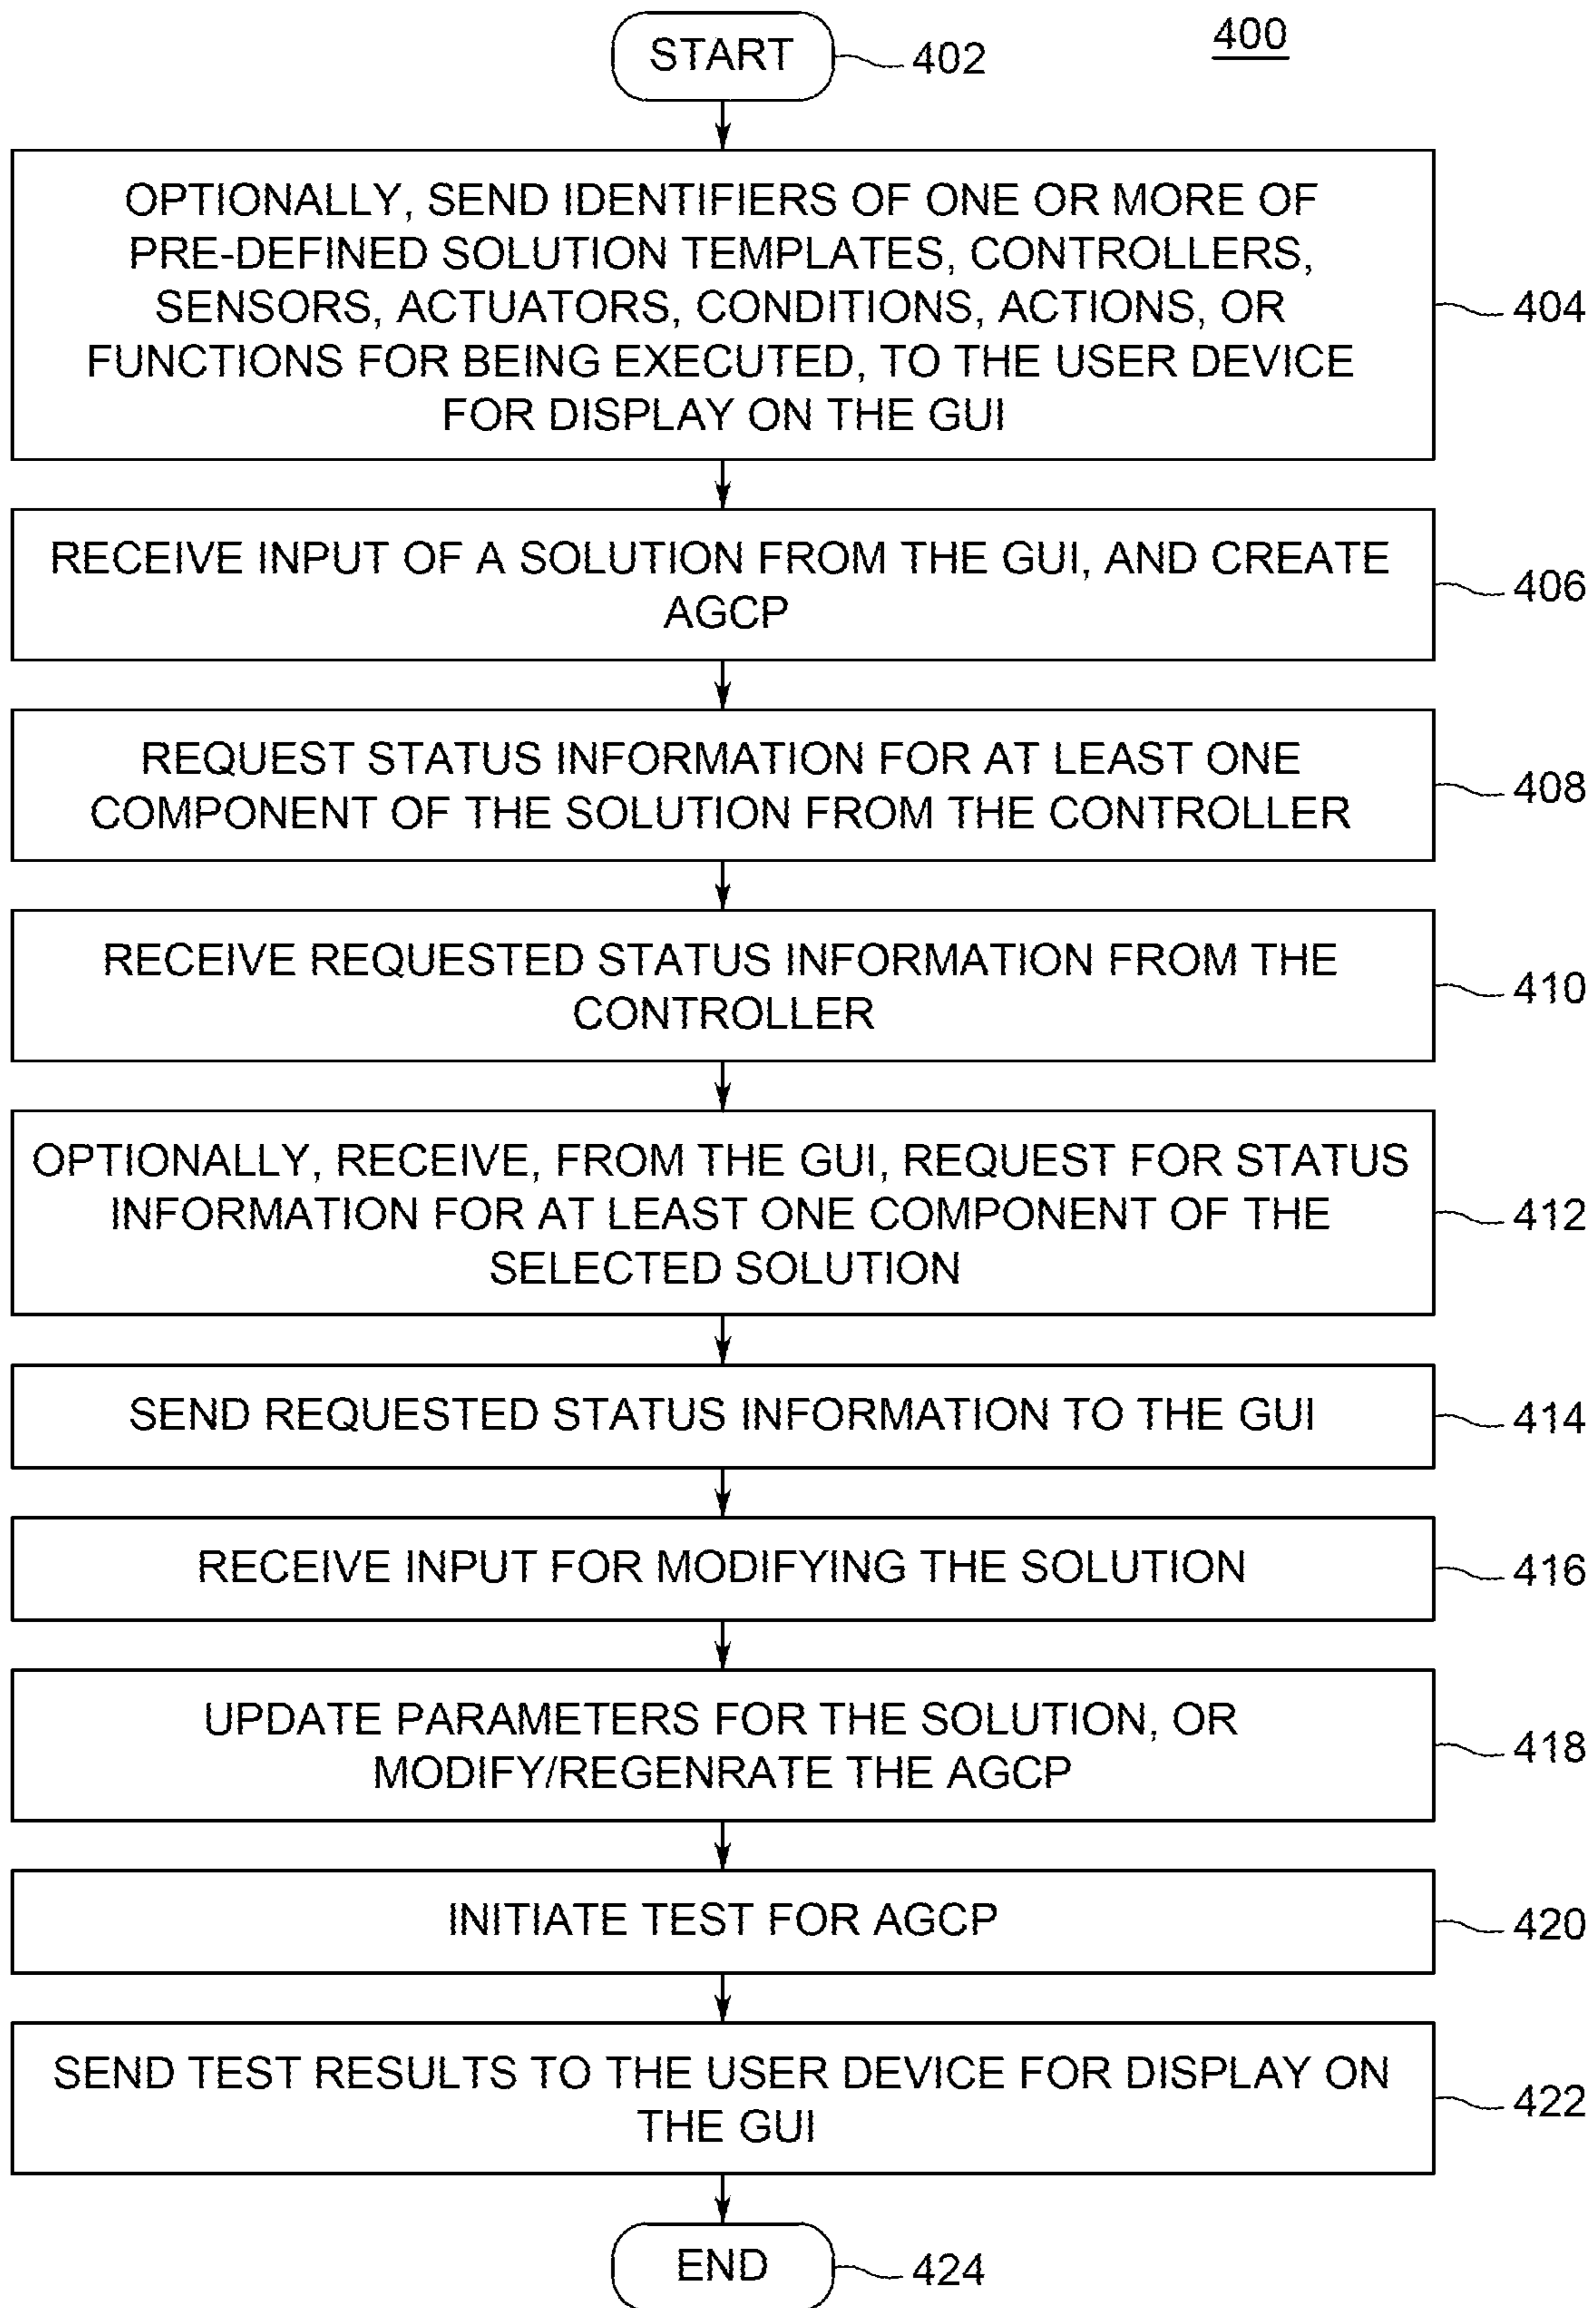 400
START
402
OPTIONALLY, SEND IDENTIFIERS OF ONE OR MORE OF
PRE-DEFINED SOLUTION TEMPLATES, CONTROLLERS,
SENSORS, ACTUATORS, CONDITIONS, ACTIONS, OR
FUNCTIONS FOR BEING EXECUTED, TO THE USER DEVICE
FOR DISPLAY ON THE GUI
404
RECEIVE INPUT OF A SOLUTION FROM THE GUI, AND CREATE
AGCP
406
REQUEST STATUS INFORMATION FOR AT LEAST ONE
COMPONENT OF THE SOLUTION FROM THE CONTROLLER
408
RECEIVE REQUESTED STATUS INFORMATION FROM THE
CONTROLLER
410
OPTIONALLY, RECEIVE, FROM THE GUI, REQUEST FOR STATUS
INFORMATION FOR AT LEAST ONE COMPONENT OF THE
SELECTED SOLUTION
412
SEND REQUESTED STATUS INFORMATION TO THE GUI
414
RECEIVE INPUT FOR MODIFYING THE SOLUTION
416
UPDATE PARAMETERS FOR THE SOLUTION, OR
MODIFY/REGENRATE THE AGCP
418
INITIATE TEST FOR AGCP
420
SEND TEST RESULTS TO THE USER DEVICE FOR DISPLAY ON
THE GUI
422
END
424